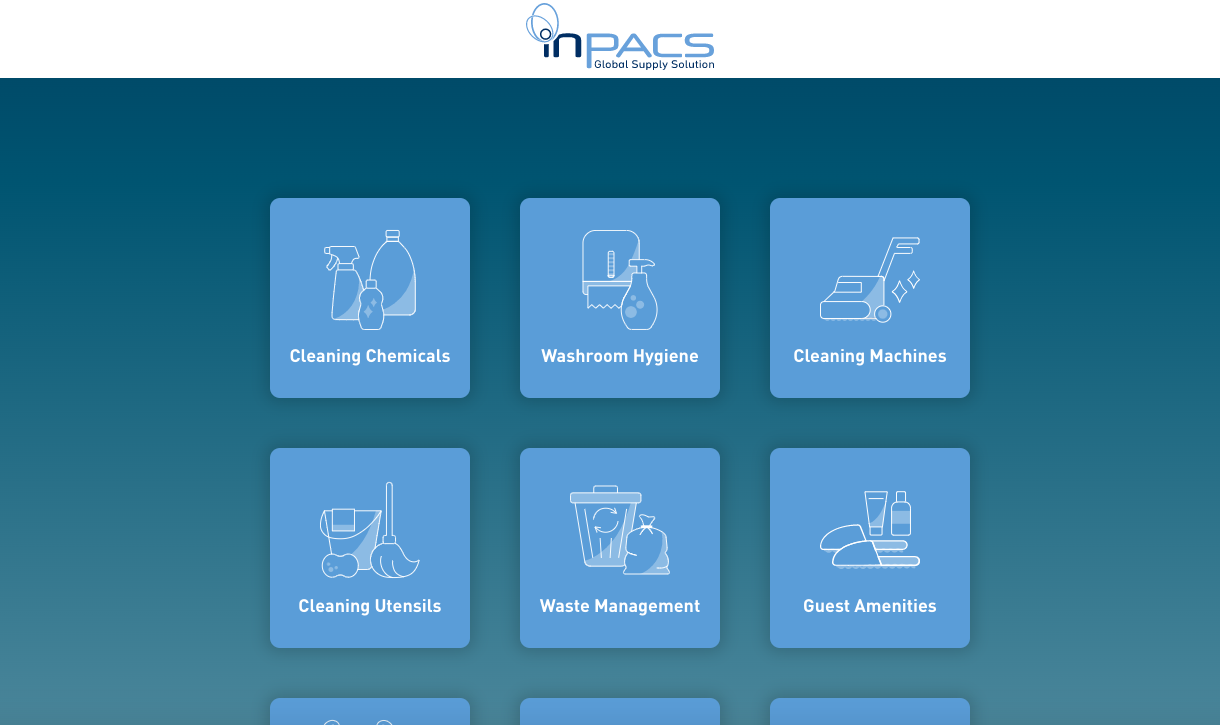 inPACS
Global Supply Solution
Cleaning Chemicals
Washroom Hygiene
Cleaning Machines
Cleaning Utensils
Waste Management
Guest Amenities